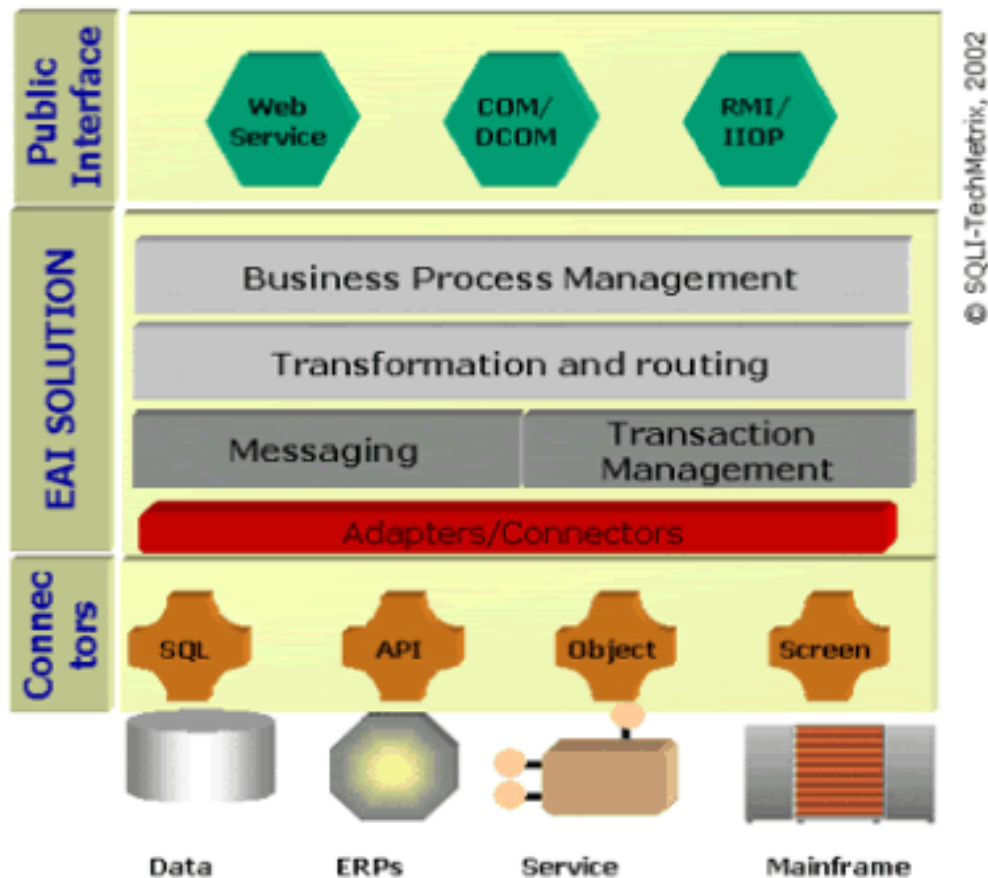 Public
Interface
Web
Service
COM/
DCOM
RMI/
IIOP
© SQLI-TechMetrix, 2002
EAI SOLUTION
Business Process Management
Transformation and routing
Messaging
Transaction
Management
Adapters/Connectors
Connec
tors
SQL
API
Object
Screen
Data
ERPs
Service
Mainframe